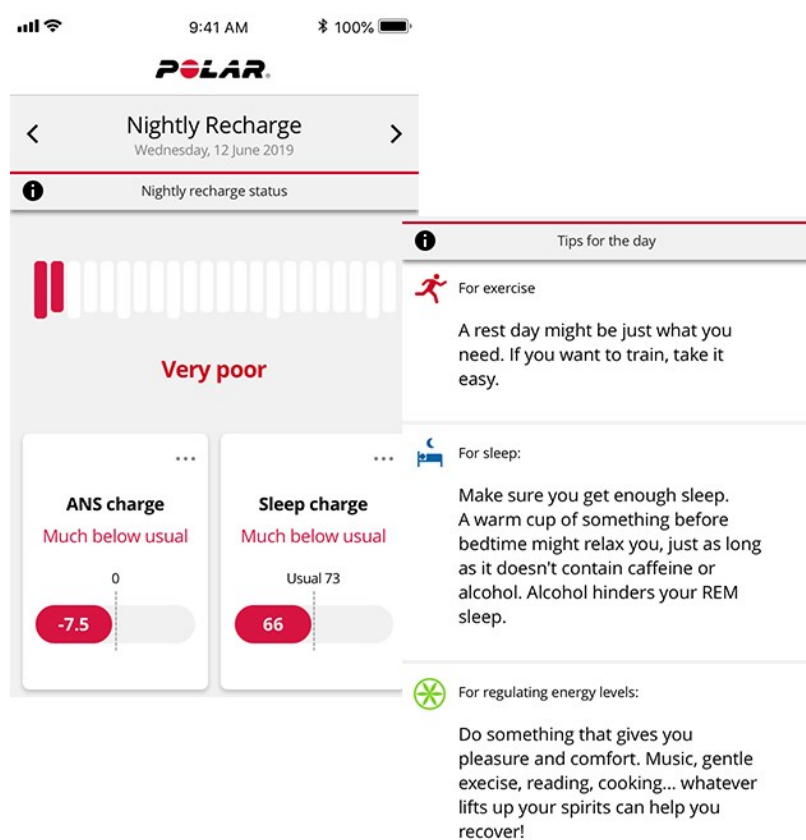 9:41 AM
100%
POLAR
Nightly Recharge
Wednesday, 12 June 2019
Nightly recharge status
Very poor
ANS charge
Much below usual
0
-7.5
Sleep charge
Much below usual
Usual 73
66
Tips for the day
For exercise
A rest day might be just what you
need. If you want to train, take it
easy.
For sleep:
Make sure you get enough sleep.
A warm cup of something before
bedtime might relax you, just as long
as it doesn't contain caffeine or
alcohol. Alcohol hinders your REM
sleep.
For regulating energy levels:
Do something that gives you
pleasure and comfort. Music, gentle
execise, reading, cooking... whatever
lifts up your spirits can help you
recover!